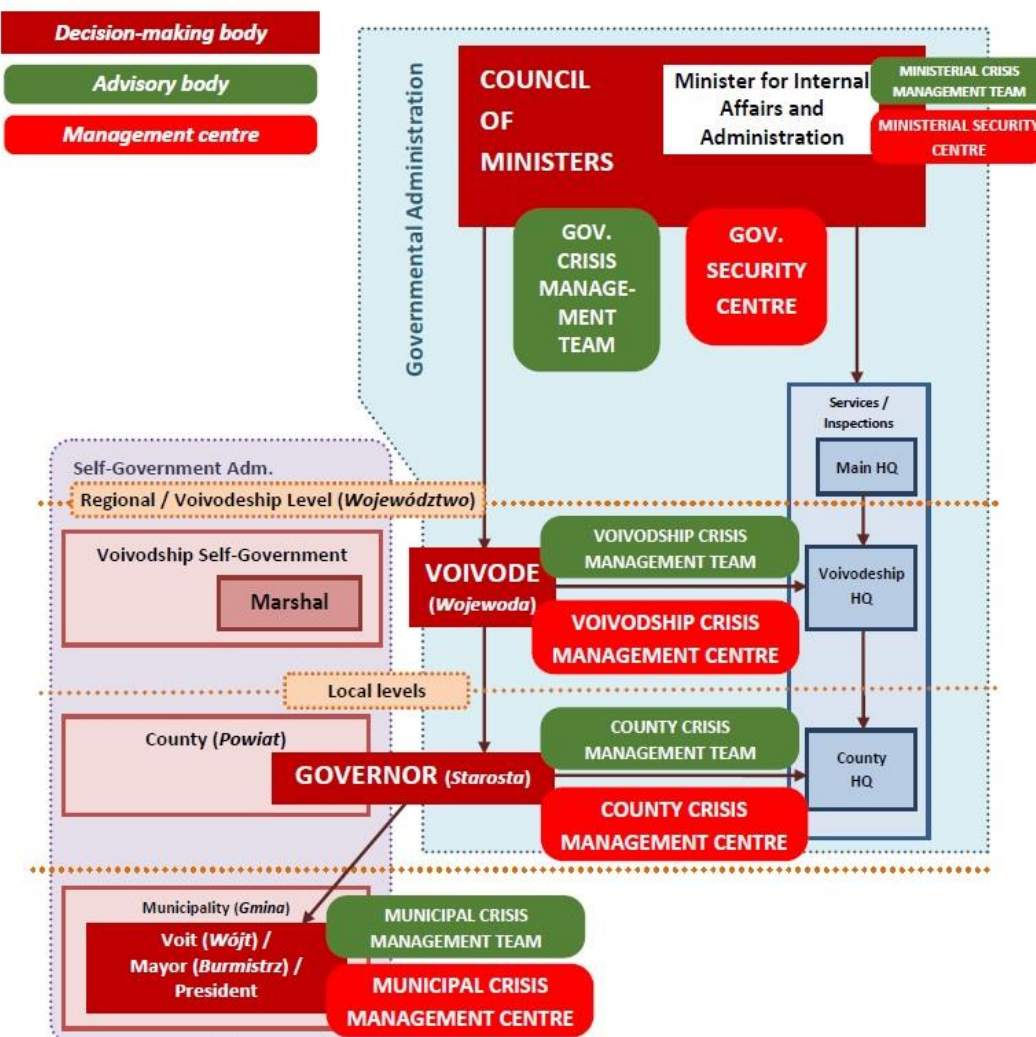 Decision-making body
Advisory body
Management centre
Governmental Administration
COUNCIL
OF
MINISTERS
Minister for Internal
Affairs and
Administration
MINISTERIAL CRISIS
MANAGEMENT TEAM
MINISTERIAL SECURITY
CENTRE
GOV.
CRISIS
MANAGE-
MENT
TEAM
GOV.
SECURITY
CENTRE
Services /
Inspections
Main HQ
Self-Government Adm.
Regional / Voivodeship Level (Województwo)
Voivodship Self-Government
Marshal
VOIVODE
(Wojewoda)
VOIVODSHIP CRISIS
MANAGEMENT TEAM
VOIVODSHIP CRISIS
MANAGEMENT CENTRE
Voivodeship
HQ
Local levels
County (Powiat)
GOVERNOR (Starosta)
COUNTY CRISIS
MANAGEMENT TEAM
COUNTY CRISIS
MANAGEMENT CENTRE
County
HQ
Municipality (Gmina)
Voit (Wójt) /
Mayor (Burmistrz) /
President
MUNICIPAL CRISIS
MANAGEMENT TEAM
MUNICIPAL CRISIS
MANAGEMENT CENTRE